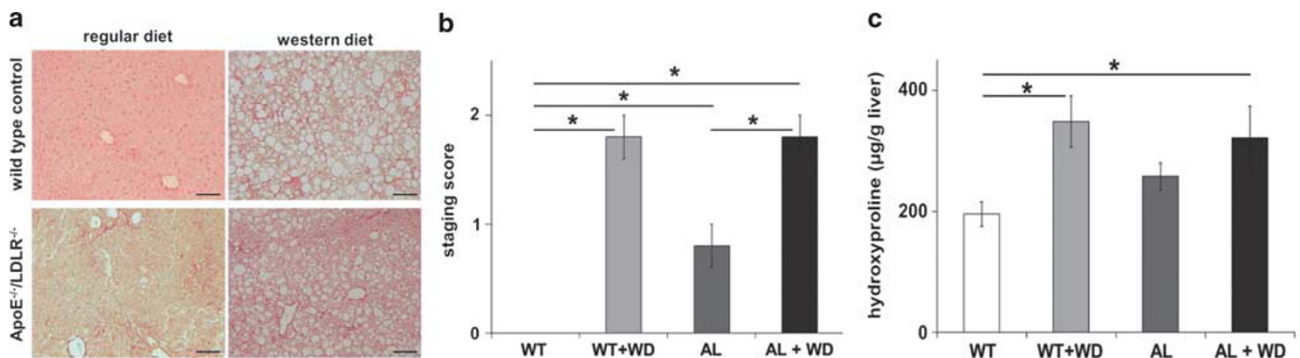 a
regular diet
western diet
wild type control
ApoE-/-/LDLR-/-
b
staging score
2
1
0
*
*
*
*
WT
WT+WD
AL
AL + WD
c
hydroxyproline (µg/g liver)
400
200
0
*
*
WT
WT+WD
AL
AL + WD